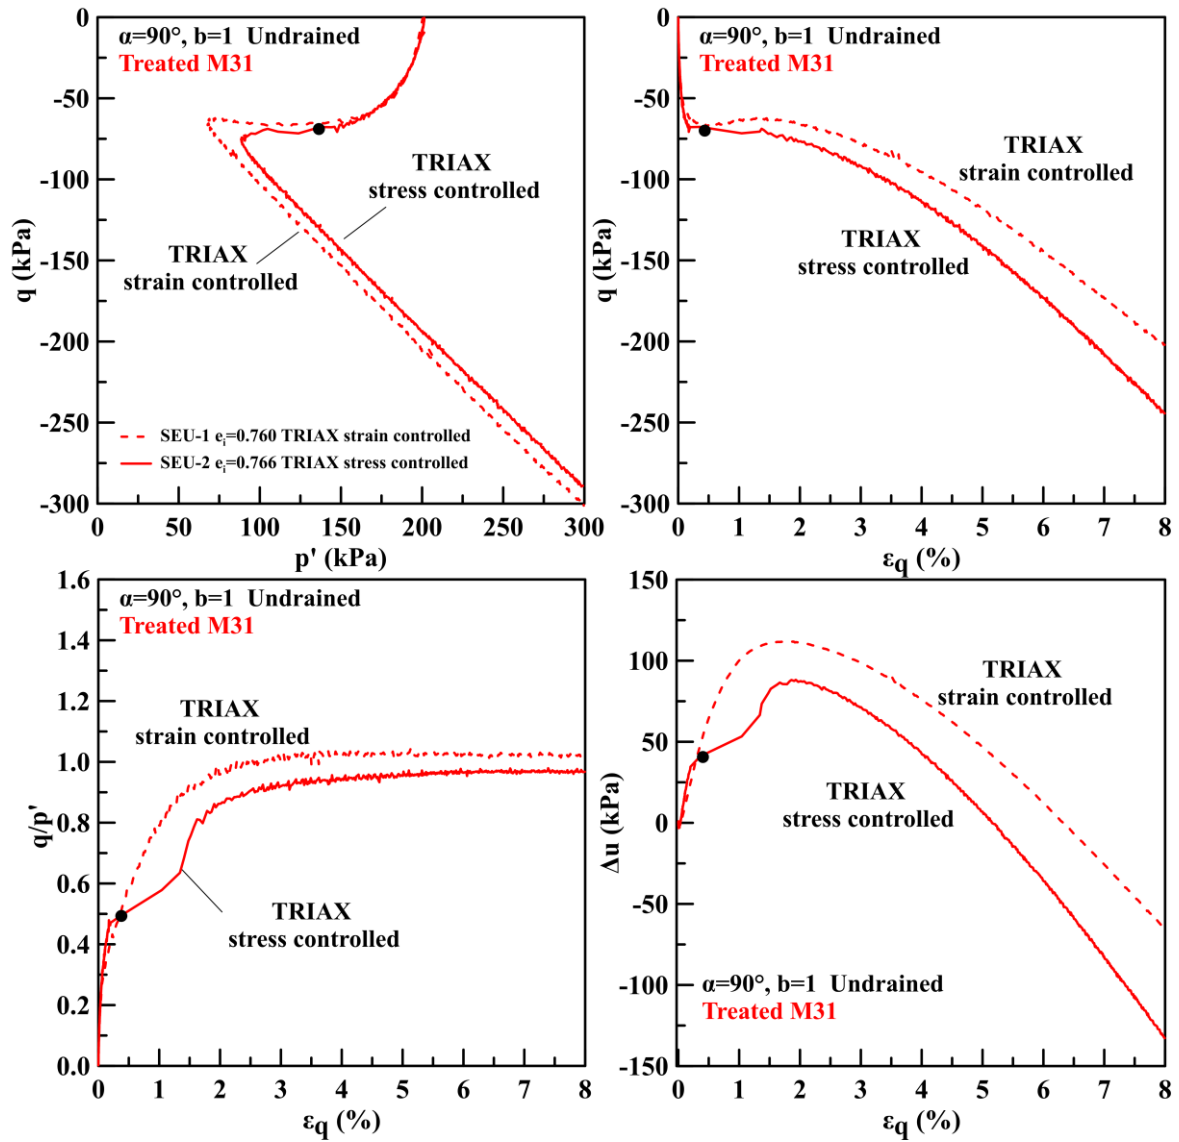 α=90°, b=1 Undrained
Treated M31
TRIAX
stress controlled
TRIAX
strain controlled
SEU-1 ei=0.760 TRIAX strain controlled
SEU-2 ei=0.766 TRIAX stress controlled
0
-50
-100
-150
-200
-250
-300
q (kPa)
0 50 100 150 200 250 300
p' (kPa)
α=90°, b=1 Undrained
Treated M31
TRIAX
strain controlled
TRIAX
stress controlled
0
-50
-100
-150
-200
-250
-300
q (kPa)
0 1 2 3 4 5 6 7 8
εq (%)
α=90°, b=1 Undrained
Treated M31
TRIAX
strain controlled
TRIAX
stress controlled
1.6
1.4
1.2
1.0
0.8
0.6
0.4
0.2
0.0
q/p'
0 1 2 3 4 5 6 7 8
εq (%)
TRIAX
strain controlled
TRIAX
stress controlled
α=90°, b=1 Undrained
Treated M31
150
100
50
0
-50
-100
-150
Δu (kPa)
0 1 2 3 4 5 6 7 8
εq (%)